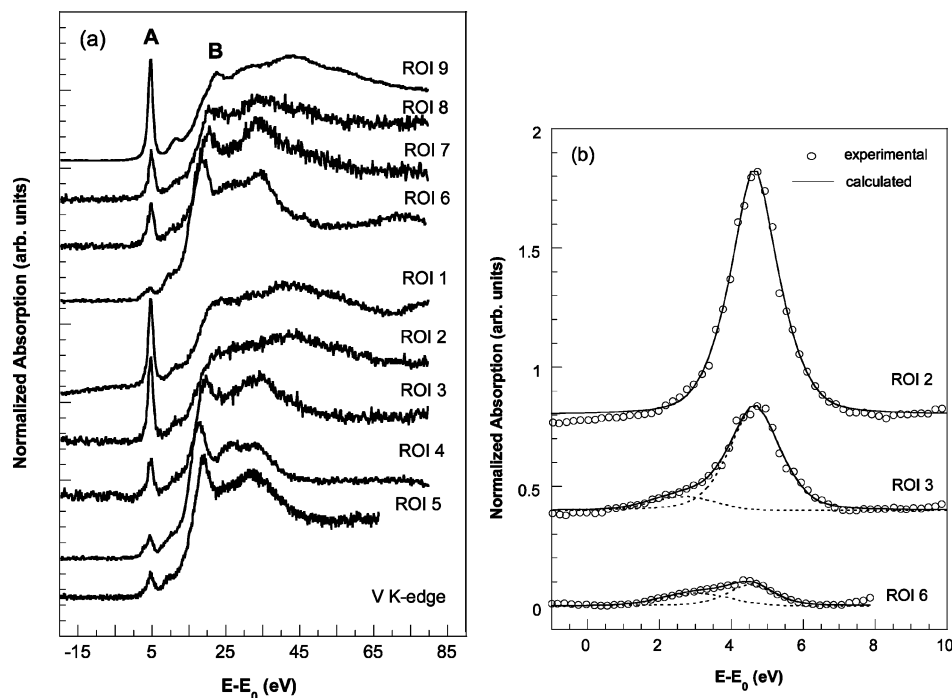 (a)
A
B
ROI 9
ROI 8
ROI 7
ROI 6
ROI 1
ROI 2
ROI 3
ROI 4
ROI 5
V K-edge
Normalized Absorption (arb. units)
-15 5 25 45 65 85
E-E0 (eV)
(b)
experimental
calculated
ROI 2
ROI 3
ROI 6
Normalized Absorption (arb. units)
2
1.5
1
0.5
0
0 2 4 6 8 10
E-E0 (eV)